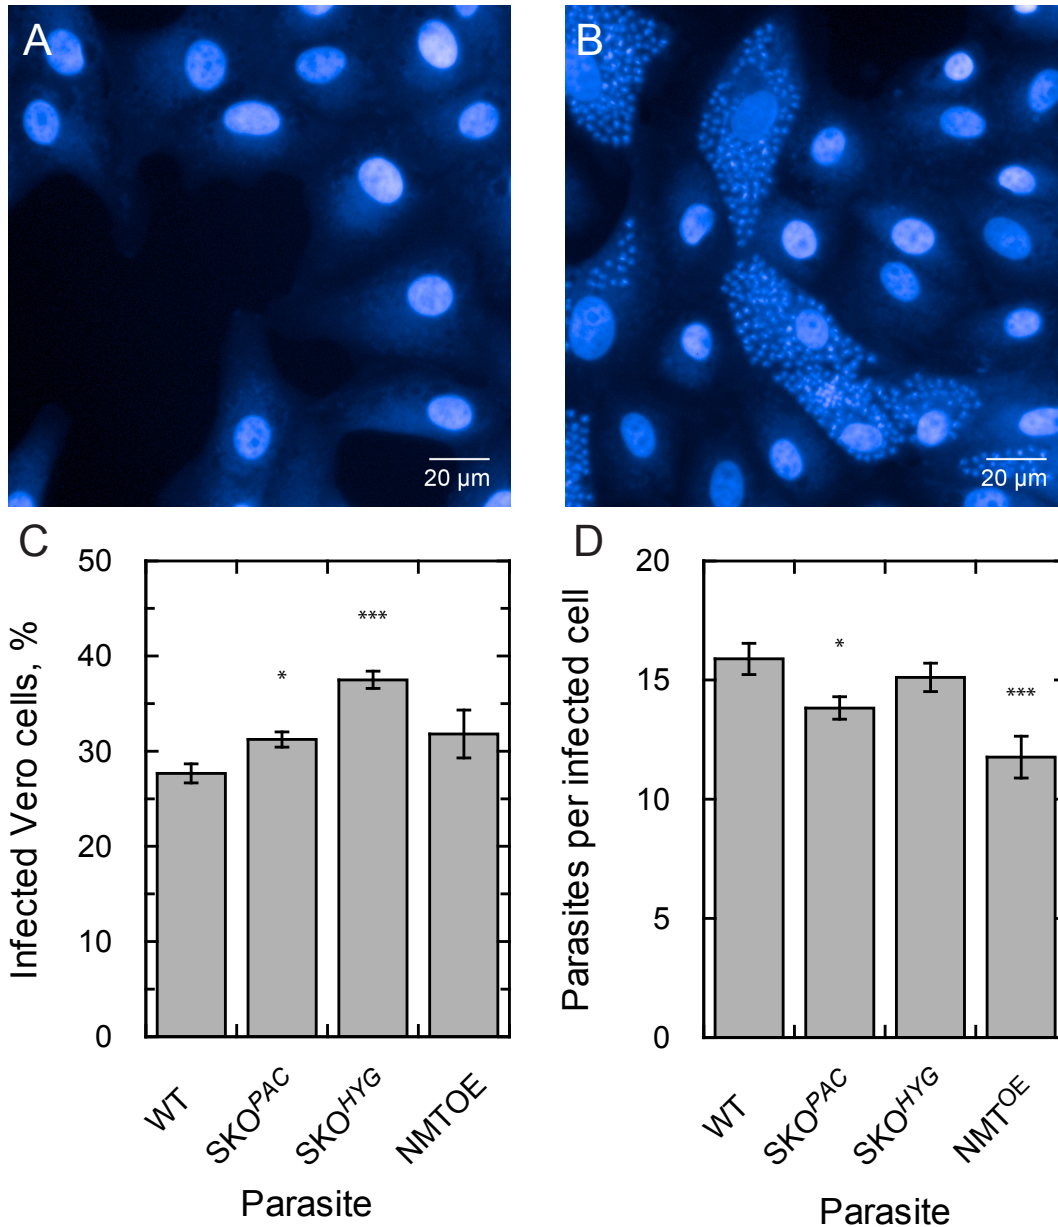 A
20 µm
B
20 µm
C
Infected Vero cells, %
50
40
30
20
10
0
*
***
WT
SKO^PAC
SKO^HYG
NMTOE
Parasite
D
Parasites per infected cell
20
15
10
5
0
*
***
WT
SKO^PAC
SKO^HYG
NMT^OE
Parasite